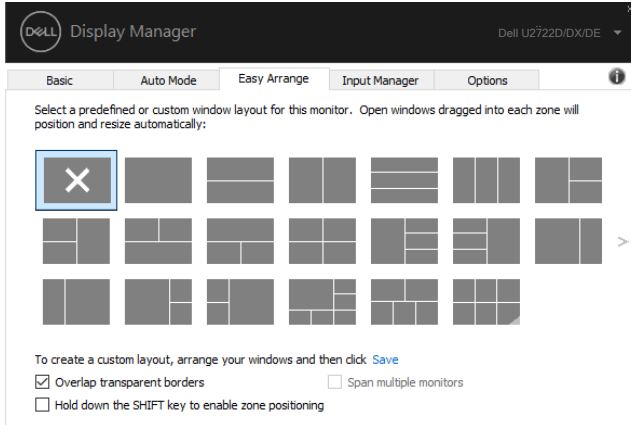 DELL Display Manager
Dell U2722D/DX/DE
Basic Auto Mode Easy Arrange Input Manager Options
Select a predefined or custom window layout for this monitor. Open windows dragged into each zone will
position and resize automatically:
To create a custom layout, arrange your windows and then click Save
Overlap transparent borders
Span multiple monitors
Hold down the SHIFT key to enable zone positioning